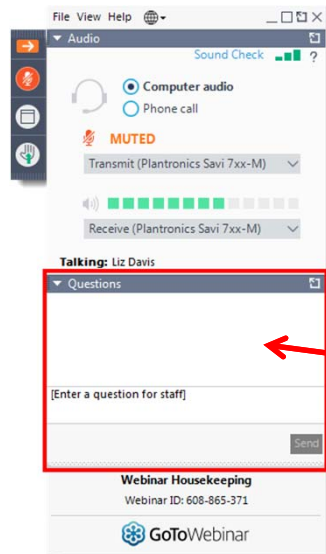 File View Help
Audio
Sound Check ?
Computer audio
Phone call
MUTED
Transmit (Plantronics Savi 7xx-M)
Receive (Plantronics Savi 7xx-M)
Talking: Liz Davis
Questions
[Enter a question for staff]
Send
Webinar Housekeeping
Webinar ID: 608-865-371
GoToWebinar